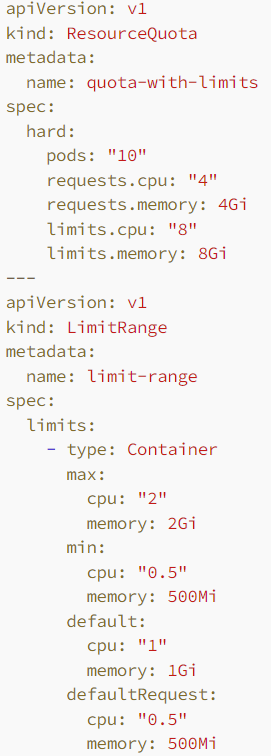 apiVersion: v1
kind: ResourceQuota
metadata:
  name: quota-with-limits
spec:
  hard:
    pods: "10"
    requests.cpu: "4"
    requests.memory: 4Gi
    limits.cpu: "8"
    limits.memory: 8Gi
---
apiVersion: v1
kind: LimitRange
metadata:
  name: limit-range
spec:
  limits:
    - type: Container
      max:
        cpu: "2"
        memory: 2Gi
      min:
        cpu: "0.5"
        memory: 500Mi
      default:
        cpu: "1"
        memory: 1Gi
      defaultRequest:
        cpu: "0.5"
        memory: 500Mi